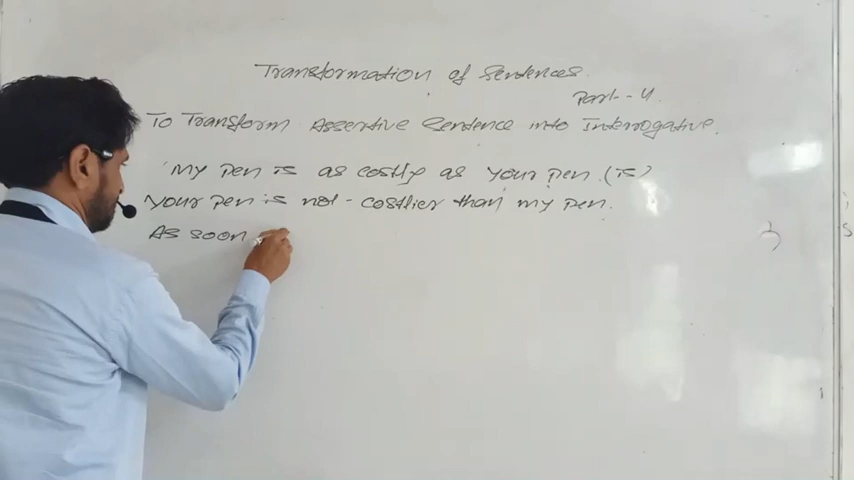 Transformation of Sentences.
Part - 4.
To Transform Assertive Sentence into Interrogative.
My pen is as costly as your pen. (is)
Your pen is not - costlier than my pen.
As soon